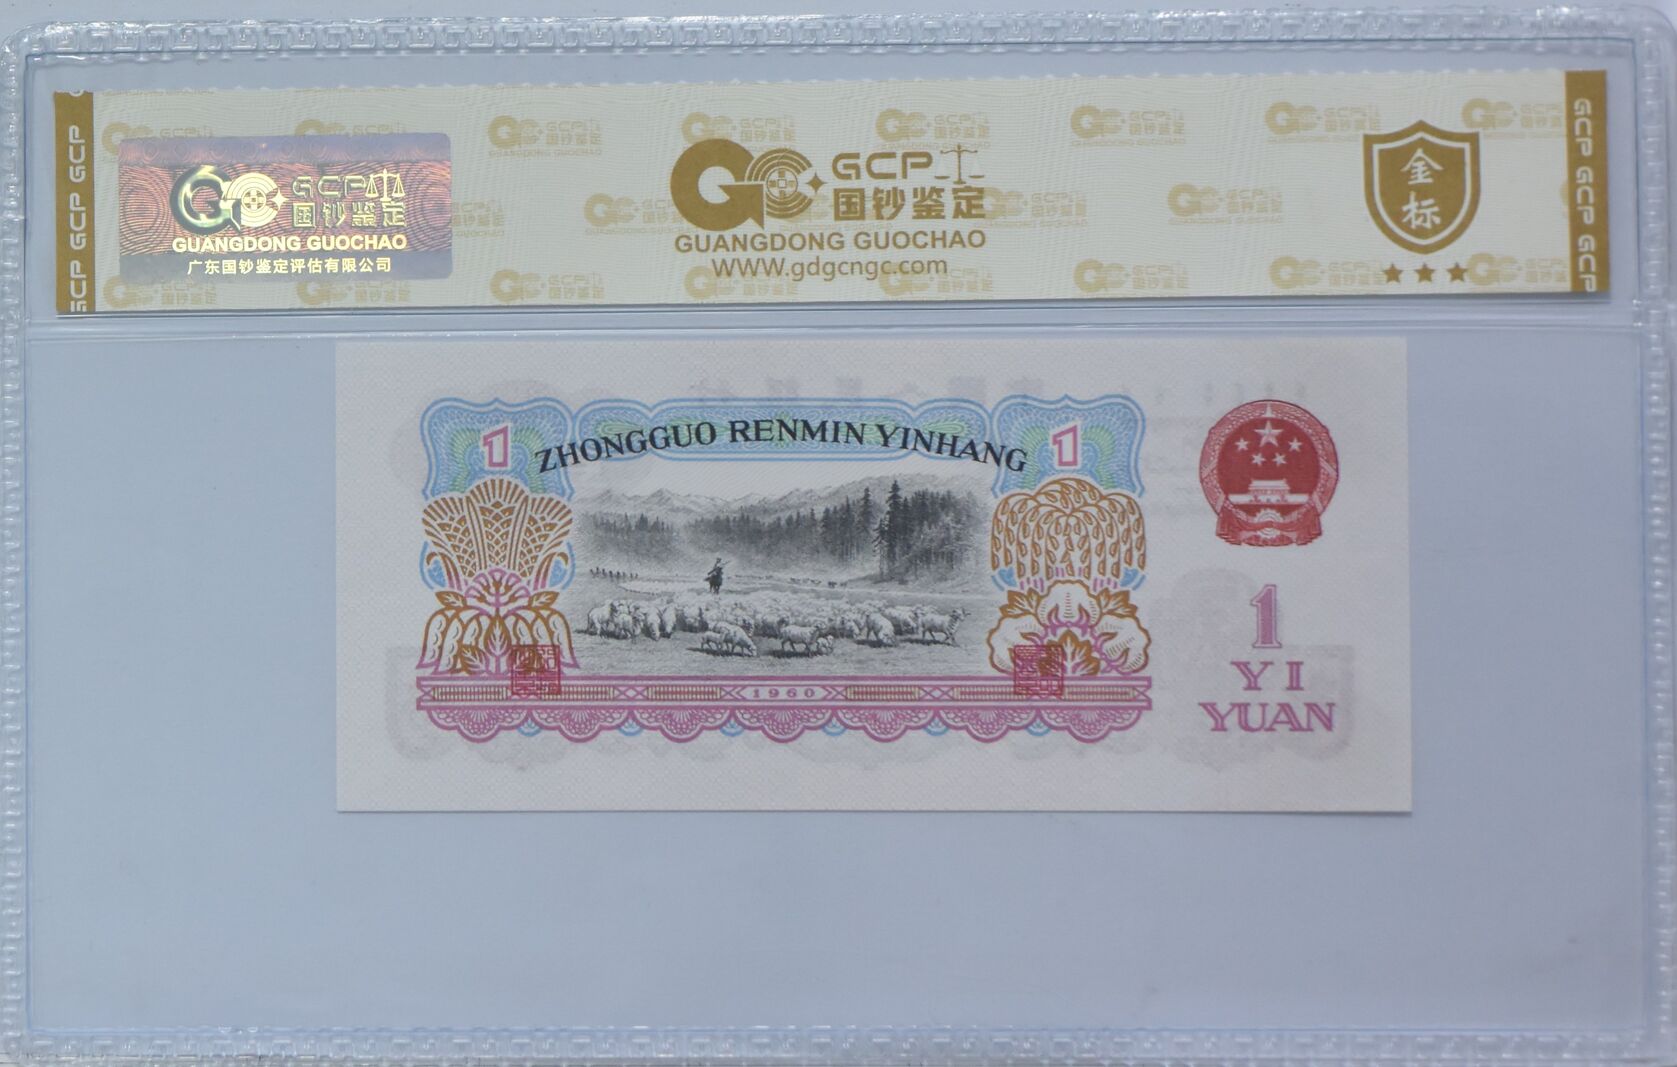 GCP GCP GCP
GCP
国钞鉴定
GUANGDONG GUOCHAO
广东国钞鉴定评估有限公司
GCP
国钞鉴定
GUANGDONG GUOCHAO
WWW.gdgcngc.com
金
标
GCP GCP GCP
1
ZHONGGUO RENMIN YINHANG
1
1
YI
YUAN
1960